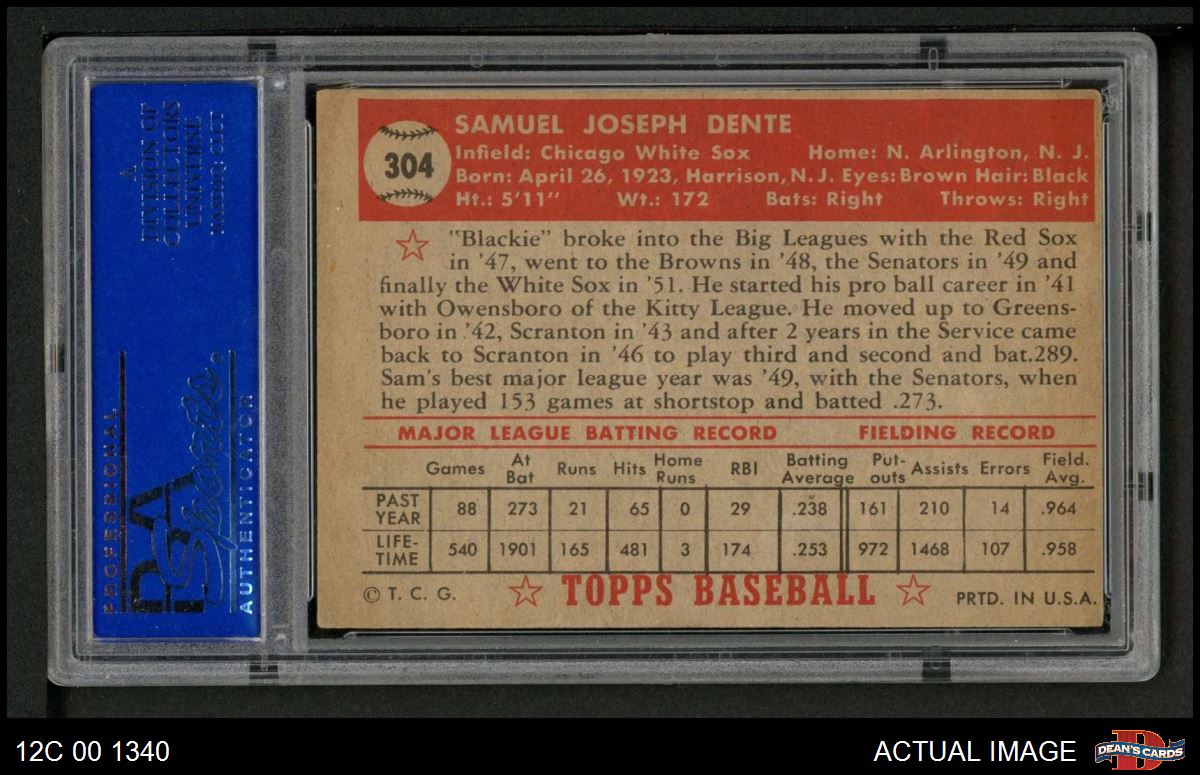 A
DIVISION OF
COLLECTORS
UNIVERSE
NASDAQ: CLCT
PROFESSIONAL
PSA
Sports
AUTHENTICATOR
304
SAMUEL JOSEPH DENTE
Infield: Chicago White Sox Home: N. Arlington, N. J.
Born: April 26, 1923, Harrison, N. J. Eyes: Brown Hair: Black
Ht.: 5'11" Wt.: 172 Bats: Right Throws: Right
"Blackie" broke into the Big Leagues with the Red Sox
in '47, went to the Browns in '48, the Senators in '49 and
finally the White Sox in '51. He started his pro ball career in '41
with Owensboro of the Kitty League. He moved up to Greens-
boro in '42, Scranton in '43 and after 2 years in the Service came
back to Scranton in '46 to play third and second and bat.289.
Sam's best major league year was '49, with the Senators, when
he played 153 games at shortstop and batted .273.
MAJOR LEAGUE BATTING RECORD FIELDING RECORD
Games At Bat Runs Hits Home Runs RBI Batting Average Put-outs Assists Errors Field. Avg.
PAST YEAR 88 273 21 65 0 29 .238 161 210 14 .964
LIFE-TIME 540 1901 165 481 3 174 .253 972 1468 107 .958
© T. C. G. TOPPS BASEBALL PRTD. IN U.S.A.
12C 00 1340
ACTUAL IMAGE
D
DEAN'S CARDS